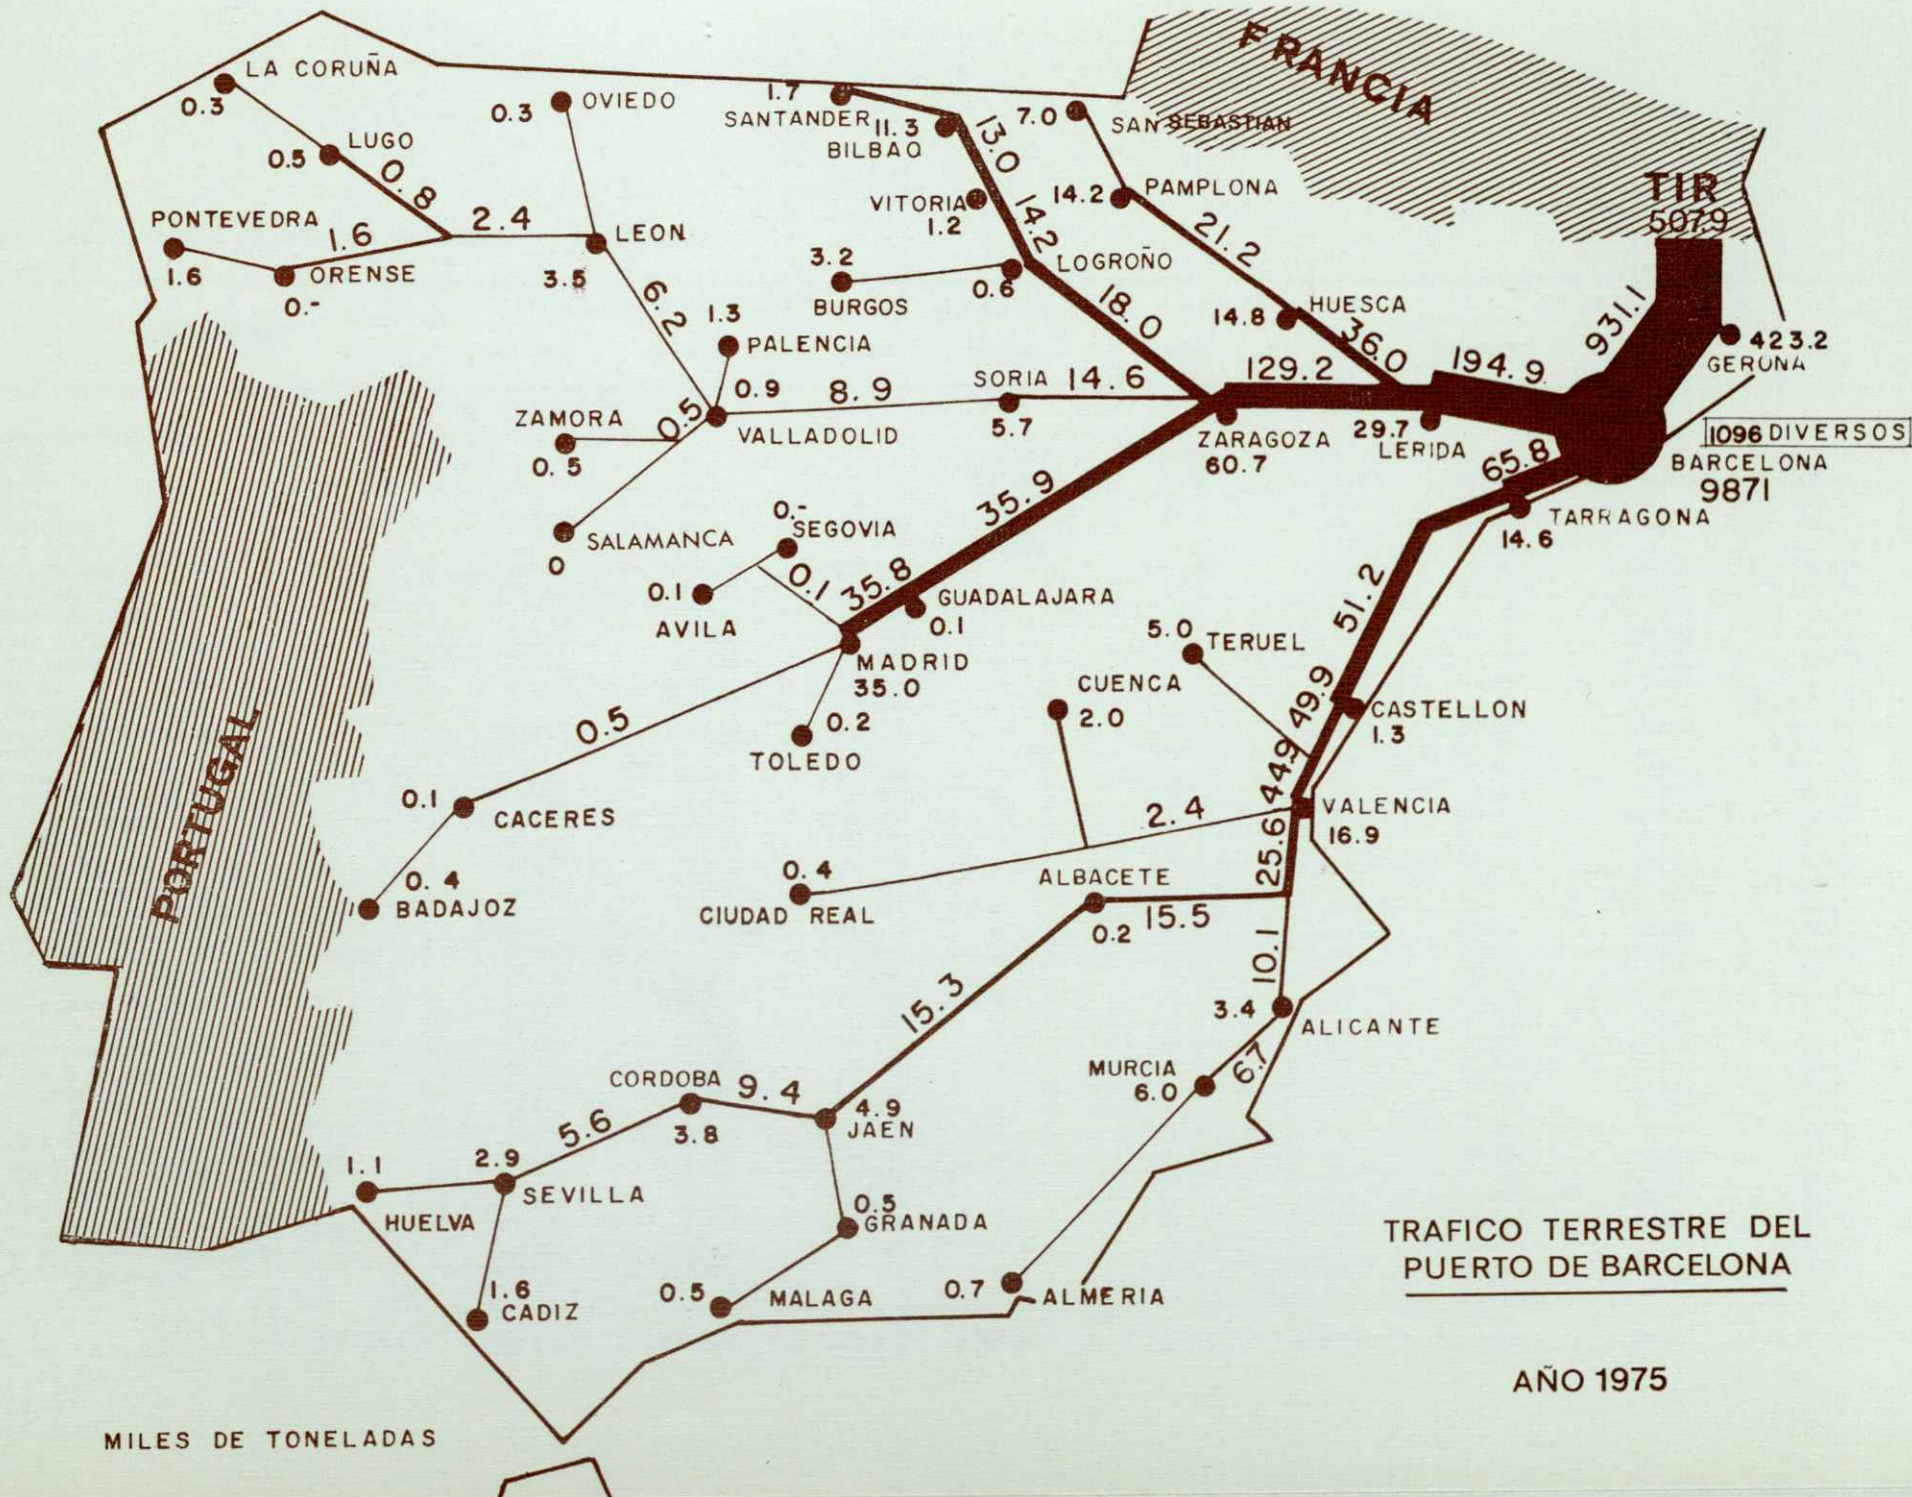 FRANCIA
LA CORUÑA
0.3
OVIEDO
0.3
1.7
SANTANDER
11.3
BILBAO
13.0
7.0
SAN SEBASTIAN
LUGO
0.5
0.8
PONTEVEDRA
1.6
1.6
ORENSE
0.-
2.4
LEON
3.5
VITORIA
1.2
14.2
14.2
PAMPLONA
21.2
TIR
507.9
3.2
BURGOS
0.6
LOGROÑO
18.0
14.8
HUESCA
36.0
931.1
423.2
GERONA
6.2
1.3
PALENCIA
0.9
VALLADOLID
8.9
SORIA
5.7
14.6
129.2
194.9
ZAMORA
0.5
0.5
ZARAGOZA
60.7
29.7
LERIDA
1096 DIVERSOS
BARCELONA
9871
65.8
TARRAGONA
14.6
SALAMANCA
0
0.-
SEGOVIA
0.1
AVILA
0.1
35.9
35.8
GUADALAJARA
0.1
MADRID
35.0
51.2
5.0
TERUEL
CUENCA
2.0
49.9
CASTELLON
1.3
0.5
0.2
TOLEDO
PORTUGAL
0.1
CACERES
44.9
VALENCIA
16.9
2.4
25.6
0.4
BADAJOZ
0.4
CIUDAD REAL
ALBACETE
0.2
15.5
10.1
15.3
3.4
ALICANTE
6.7
MURCIA
6.0
CORDOBA
3.8
9.4
4.9
JAEN
5.6
1.1
HUELVA
2.9
SEVILLA
0.5
GRANADA
1.6
CADIZ
0.5
MALAGA
0.7
ALMERIA
TRAFICO TERRESTRE DEL
PUERTO DE BARCELONA
AÑO 1975
MILES DE TONELADAS